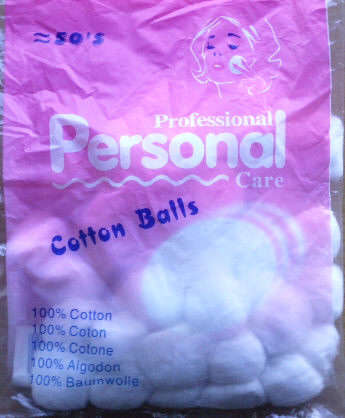 ≈50's
Professional
Personal
Care
Cotton Balls
100% Cotton
100% Coton
100% Cotone
100% Algodon
100% Baumwolle